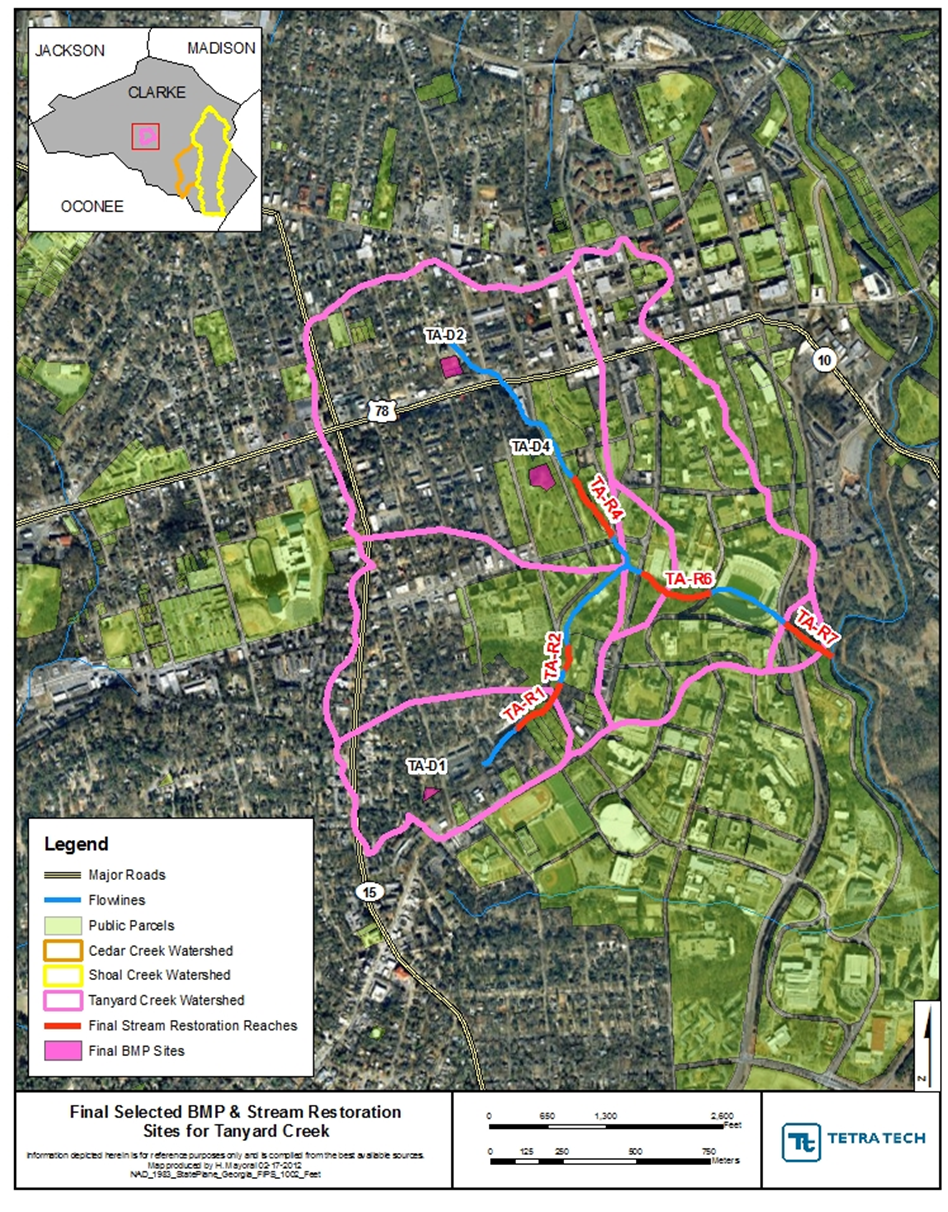 JACKSON
MADISON
CLARKE
OCONEE
TA-D2
10
78
TA-D4
TA-R4
TA-R6
TA-R7
TA-R2
TA-R1
TA-D1
15
Legend
Major Roads
Flowlines
Public Parcels
Cedar Creek Watershed
Shoal Creek Watershed
Tanyard Creek Watershed
Final Stream Restoration Reaches
Final BMP Sites
N
Final Selected BMP & Stream Restoration
Sites for Tanyard Creek
Information depicted herein is for reference purposes only and is compiled from the best available sources.
Map produced by H. Mayoral 02-17-2012
NAD_1983_StatePlane_Georgia_FIPS_1002_Feet
0 650 1,300 2,600
Feet
0 125 250 500 750
Meters
Tt
TETRA TECH